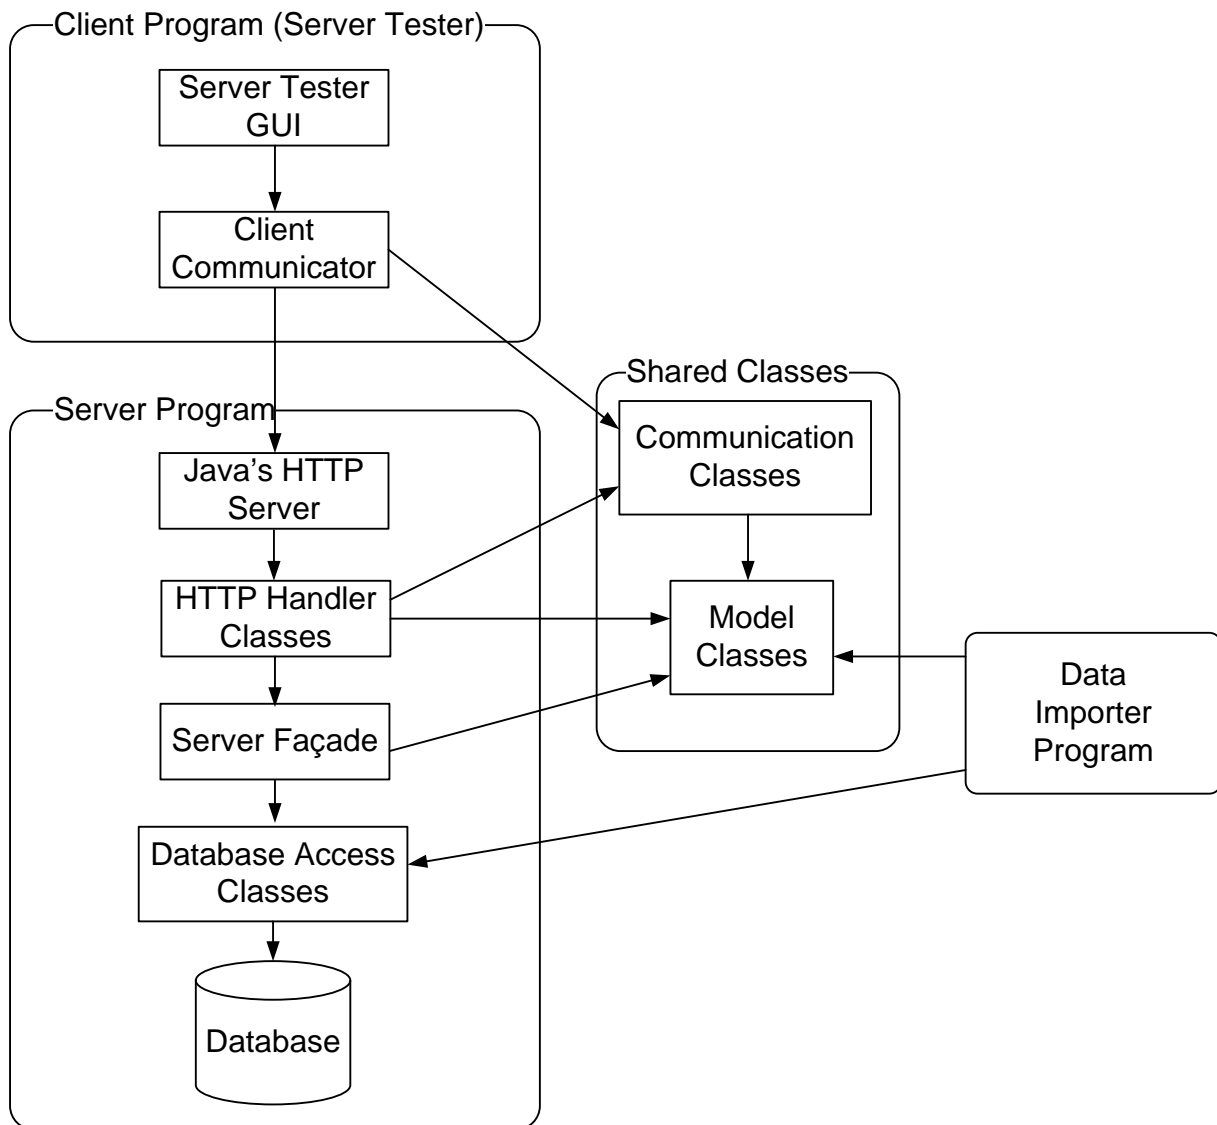 Client Program (Server Tester)
Server Tester
GUI
Client
Communicator
Server Program
Java’s HTTP
Server
HTTP Handler
Classes
Server Façade
Database Access
Classes
Database
Shared Classes
Communication
Classes
Model
Classes
Data
Importer
Program